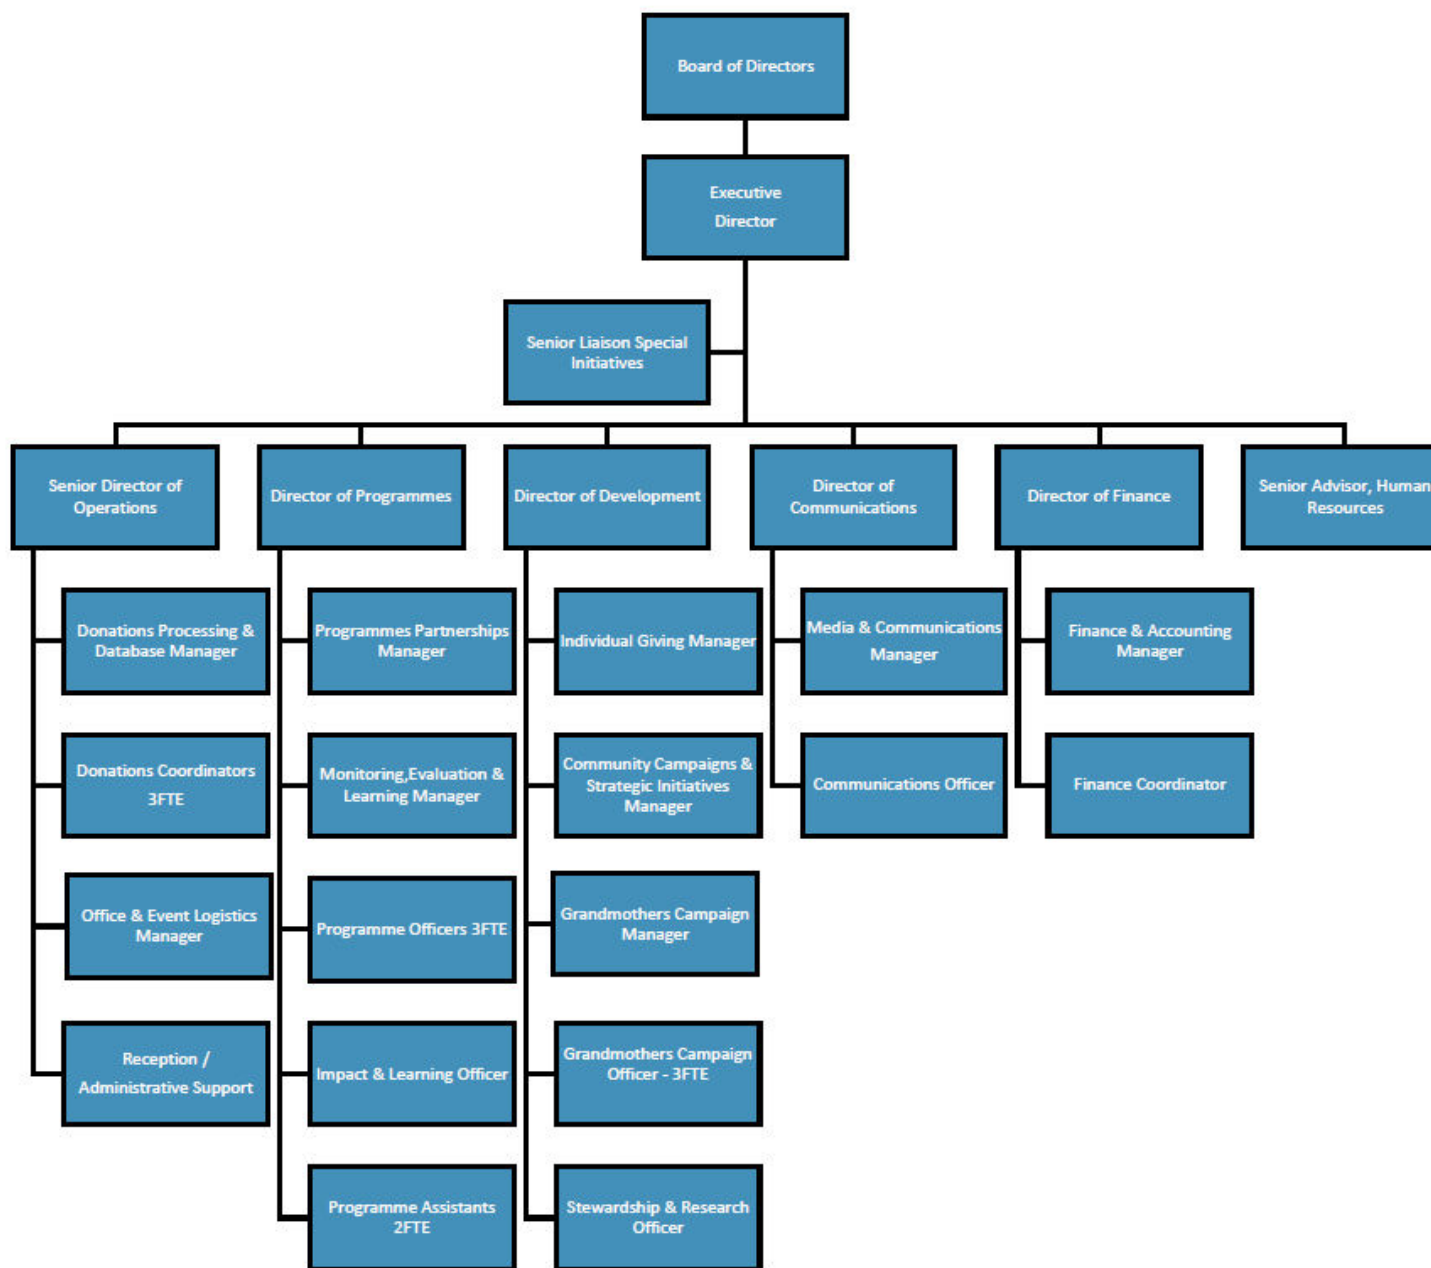 Board of Directors
Executive
Director
Senior Liaison Special
Initiatives
Senior Director of
Operations
Director of Programmes
Director of Development
Director of
Communications
Director of Finance
Senior Advisor, Human
Resources
Donations Processing &
Database Manager
Programmes Partnerships
Manager
Individual Giving Manager
Media & Communications
Manager
Finance & Accounting
Manager
Donations Coordinators
3FTE
Monitoring,Evaluation &
Learning Manager
Community Campaigns &
Strategic Initiatives
Manager
Communications Officer
Finance Coordinator
Office & Event Logistics
Manager
Programme Officers 3FTE
Grandmothers Campaign
Manager
Reception /
Administrative Support
Impact & Learning Officer
Grandmothers Campaign
Officer - 3FTE
Programme Assistants
2FTE
Stewardship & Research
Officer